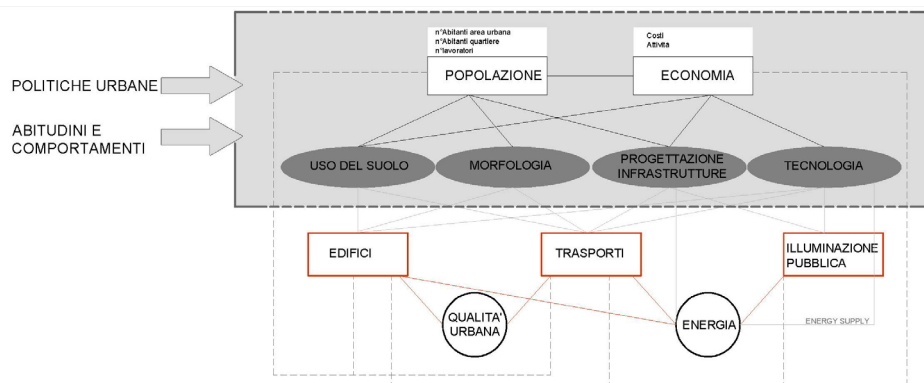 n°Abitanti area urbana
n°Abitanti quartiere
n°lavoratori
Costi
Attività
POPOLAZIONE
ECONOMIA
POLITICHE URBANE
ABITUDINI E
COMPORTAMENTI
USO DEL SUOLO
MORFOLOGIA
PROGETTAZIONE
INFRASTRUTTURE
TECNOLOGIA
EDIFICI
TRASPORTI
ILLUMINAZIONE
PUBBLICA
QUALITA'
URBANA
ENERGIA
ENERGY SUPPLY